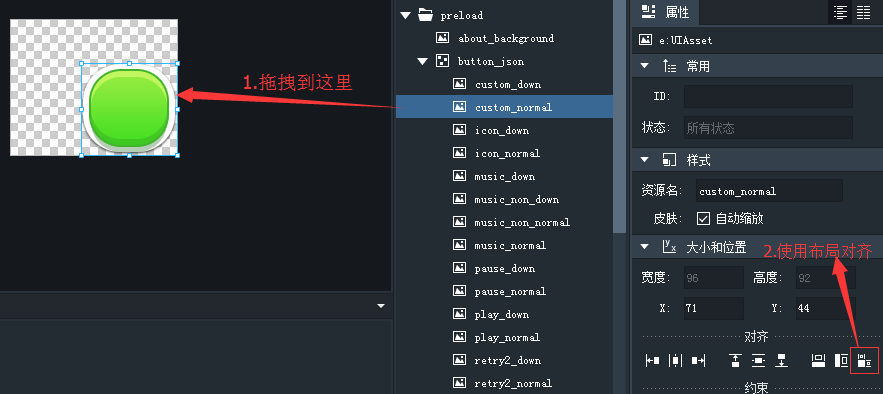 1.拖拽到这里
preload
about_background
button_json
custom_down
custom_normal
icon_down
icon_normal
music_down
music_non_down
music_non_normal
music_normal
pause_down
pause_normal
play_down
play_normal
retry2_down
retry2_normal
属性
e:UIAsset
常用
ID:
状态: 所有状态
样式
资源名: custom_normal
皮肤: 自动缩放
大小和位置
2.使用布局对齐
宽度: 96 高度: 92
X: 71 Y: 44
对齐
约束